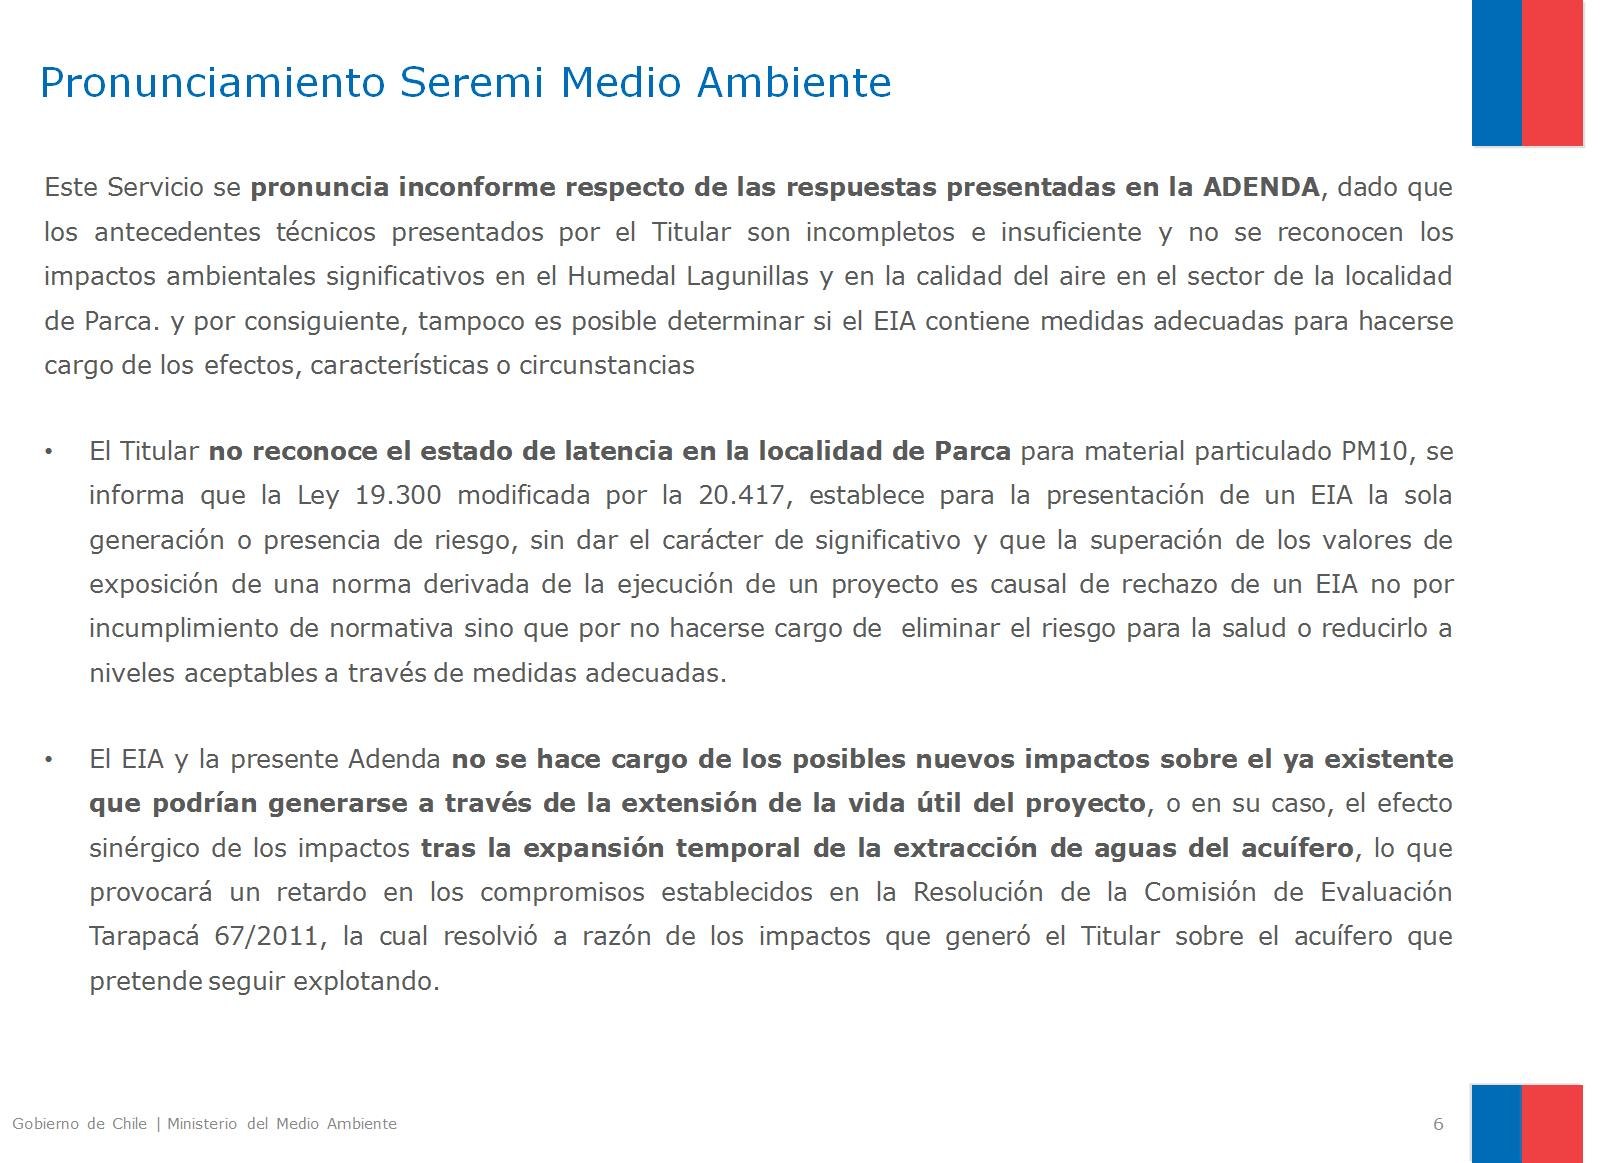 Pronunciamiento Seremi Medio Ambiente
Este Servicio se pronuncia inconforme respecto de las respuestas presentadas en la ADENDA, dado que
los antecedentes técnicos presentados por el Titular son incompletos e insuficiente y no se reconocen los
impactos ambientales significativos en el Humedal Lagunillas y en la calidad del aire en el sector de la localidad
de Parca. y por consiguiente, tampoco es posible determinar si el EIA contiene medidas adecuadas para hacerse
cargo de los efectos, características o circunstancias
• El Titular no reconoce el estado de latencia en la localidad de Parca para material particulado PM10, se
informa que la Ley 19.300 modificada por la 20.417, establece para la presentación de un EIA la sola
generación o presencia de riesgo, sin dar el carácter de significativo y que la superación de los valores de
exposición de una norma derivada de la ejecución de un proyecto es causal de rechazo de un EIA no por
incumplimiento de normativa sino que por no hacerse cargo de eliminar el riesgo para la salud o reducirlo a
niveles aceptables a través de medidas adecuadas.
• El EIA y la presente Adenda no se hace cargo de los posibles nuevos impactos sobre el ya existente
que podrían generarse a través de la extensión de la vida útil del proyecto, o en su caso, el efecto
sinérgico de los impactos tras la expansión temporal de la extracción de aguas del acuífero, lo que
provocará un retardo en los compromisos establecidos en la Resolución de la Comisión de Evaluación
Tarapacá 67/2011, la cual resolvió a razón de los impactos que generó el Titular sobre el acuífero que
pretende seguir explotando.
Gobierno de Chile | Ministerio del Medio Ambiente
6